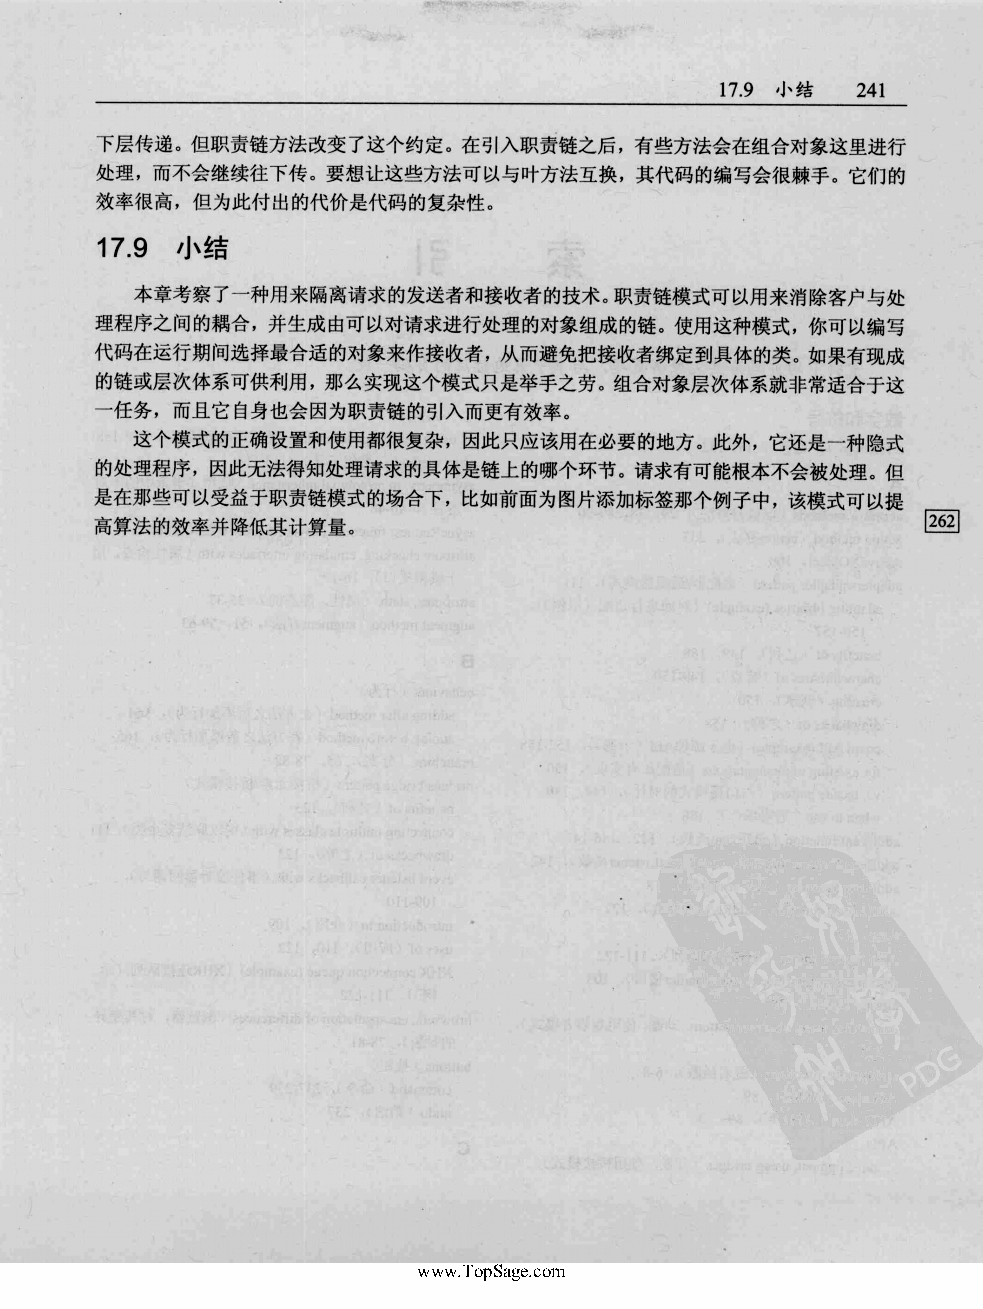 17.9 小结 241
下层传递。但职责链方法改变了这个约定。在引入职责链之后，有些方法会在组合对象这里进行
处理，而不会继续往下传。要想让这些方法可以与叶方法互换，其代码的编写会很棘手。它们的
效率很高，但为此付出的代价是代码的复杂性。
17.9 小结
本章考察了一种用来隔离请求的发送者和接收者的技术。职责链模式可以用来消除客户与处
理程序之间的耦合，并生成由可以对请求进行处理的对象组成的链。使用这种模式，你可以编写
代码在运行期间选择最合适的对象来作接收者，从而避免把接收者绑定到具体的类。如果有现成
的链或层次体系可供利用，那么实现这个模式只是举手之劳。组合对象层次体系就非常适合于这
一任务，而且它自身也会因为职责链的引入而更有效率。
这个模式的正确设置和使用都很复杂，因此只应该用在必要的地方。此外，它还是一种隐式
的处理程序，因此无法得知处理请求的具体是链上的哪个环节。请求有可能根本不会被处理。但
是在那些可以受益于职责链模式的场合下，比如前面为图片添加标签那个例子中，该模式可以提
高算法的效率并降低其计算量。
262
PDG
www.TopSage.com